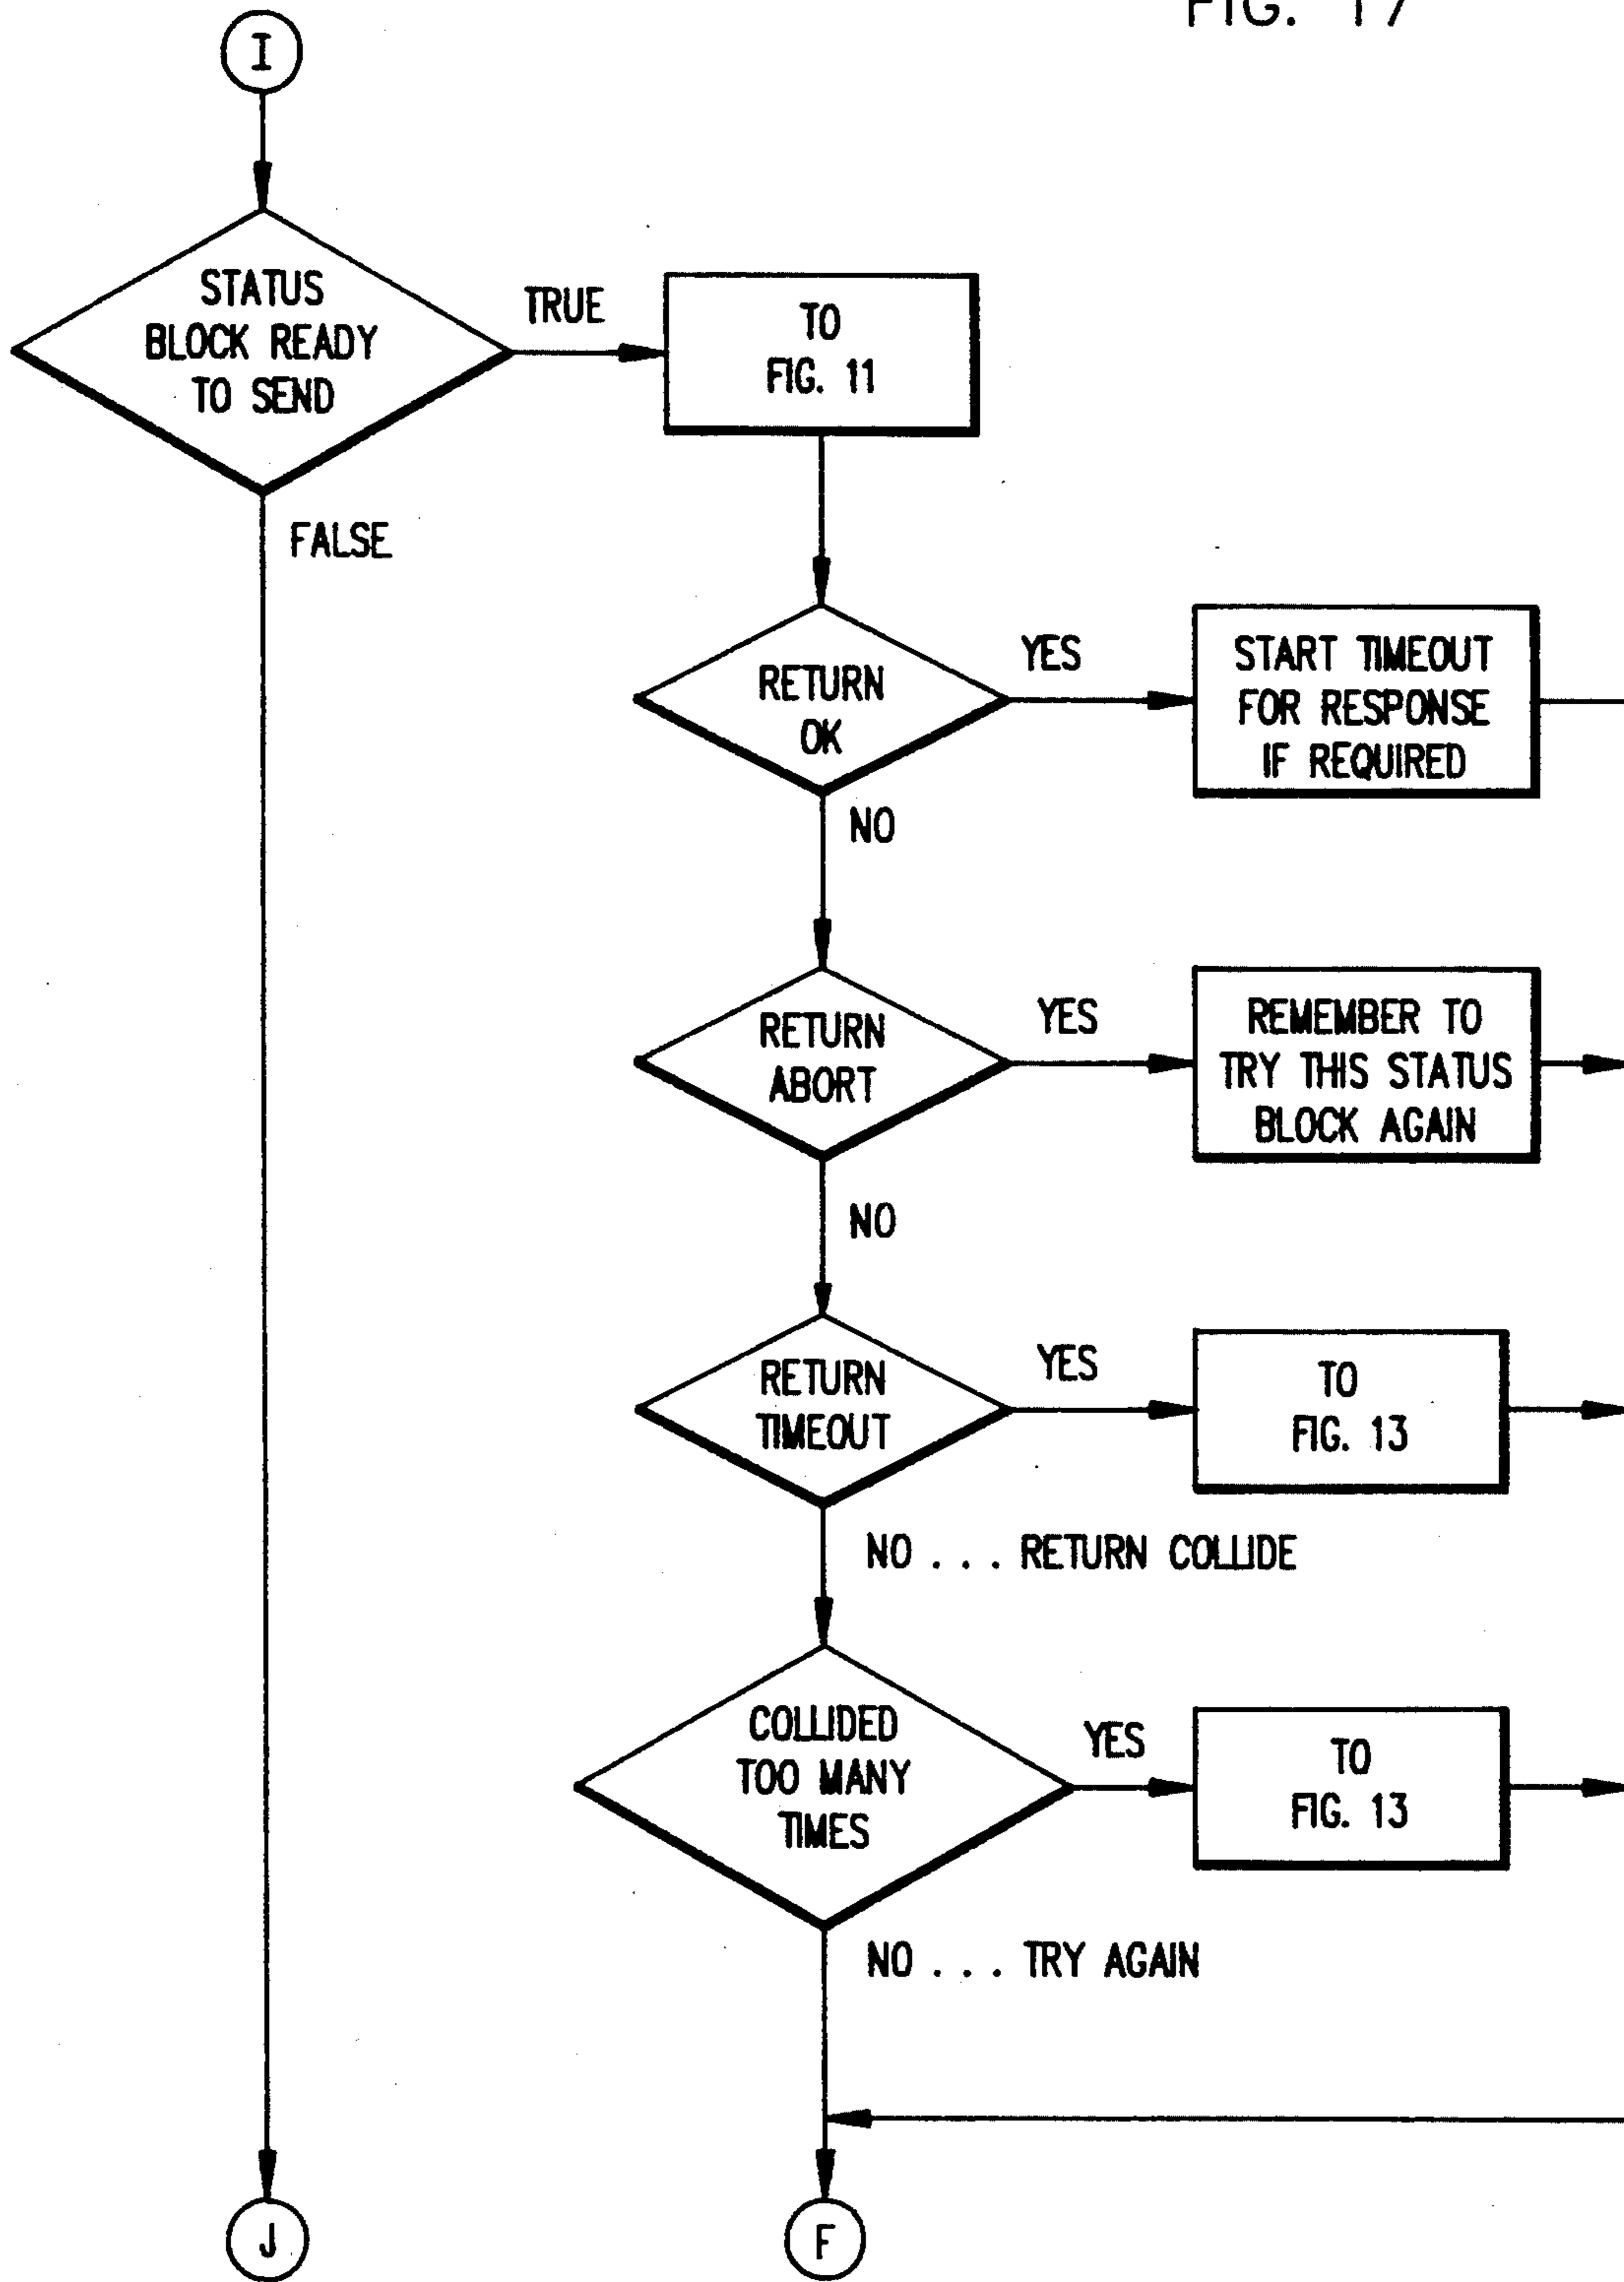 FIG. 17
I
STATUS
BLOCK READY
TO SEND
TRUE
TO
FIG. 11
FALSE
RETURN
OK
YES
START TIMEOUT
FOR RESPONSE
IF REQUIRED
NO
RETURN
ABORT
YES
REMEMBER TO
TRY THIS STATUS
BLOCK AGAIN
NO
RETURN
TIMEOUT
YES
TO
FIG. 13
NO . . . RETURN COLLIDE
COLLIDED
TOO MANY
TIMES
YES
TO
FIG. 13
NO . . . TRY AGAIN
J
F